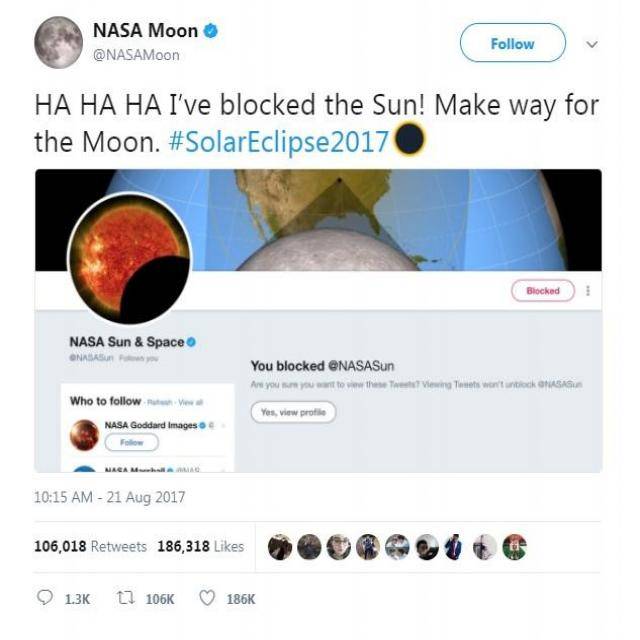 NASA Moon
@NASAMoon
Follow
HA HA HA I've blocked the Sun! Make way for
the Moon. #SolarEclipse2017
Blocked
NASA Sun & Space
@NASASun Follows you
You blocked @NASASun
Are you sure you want to view these Tweets? Viewing Tweets won't unblock @NASASun
Yes, view profile
Who to follow · Refresh · View all
NASA Goddard Images
Follow
NASA Marshall
10:15 AM - 21 Aug 2017
106,018 Retweets 186,318 Likes
1.3K 106K 186K